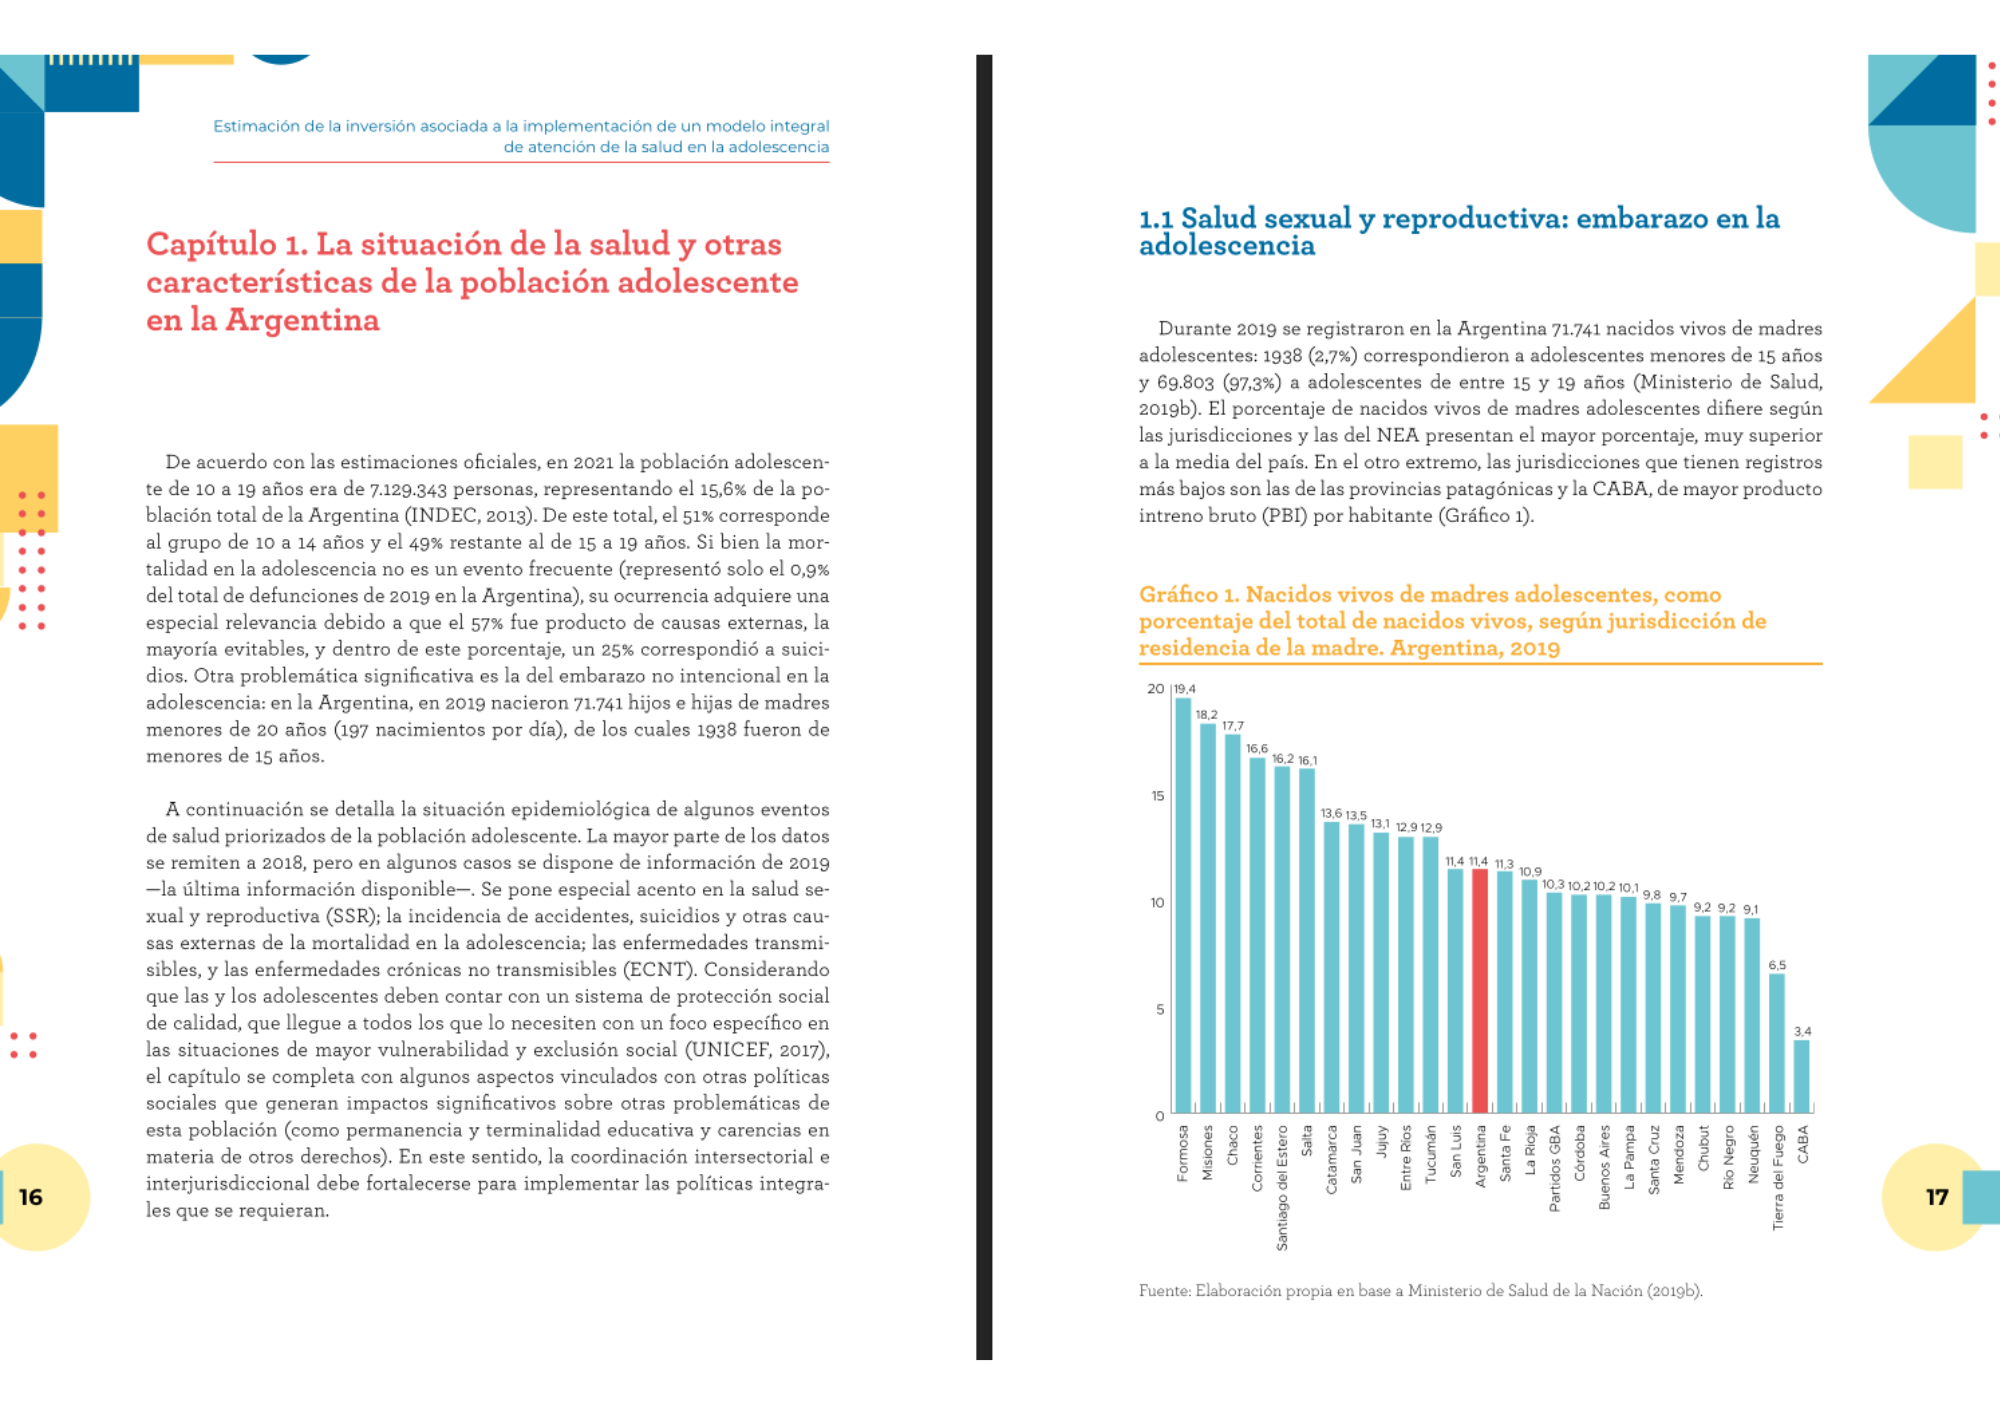 Estimación de la inversión asociada a la implementación de un modelo integral
de atención de la salud en la adolescencia
Capítulo 1. La situación de la salud y otras
características de la población adolescente
en la Argentina
De acuerdo con las estimaciones oficiales, en 2021 la población adolescen-
te de 10 a 19 años era de 7.129.343 personas, representando el 15,6% de la po-
blación total de la Argentina (INDEC, 2013). De este total, el 51% corresponde
al grupo de 10 a 14 años y el 49% restante al de 15 a 19 años. Si bien la mor-
talidad en la adolescencia no es un evento frecuente (representó solo el 0,9%
del total de defunciones de 2019 en la Argentina), su ocurrencia adquiere una
especial relevancia debido a que el 57% fue producto de causas externas, la
mayoría evitables, y dentro de este porcentaje, un 25% correspondió a suici-
dios. Otra problemática significativa es la del embarazo no intencional en la
adolescencia: en la Argentina, en 2019 nacieron 71.741 hijos e hijas de madres
menores de 20 años (197 nacimientos por día), de los cuales 1938 fueron de
menores de 15 años.
A continuación se detalla la situación epidemiológica de algunos eventos
de salud priorizados de la población adolescente. La mayor parte de los datos
se remiten a 2018, pero en algunos casos se dispone de información de 2019
—la última información disponible—. Se pone especial acento en la salud se-
xual y reproductiva (SSR); la incidencia de accidentes, suicidios y otras cau-
sas externas de la mortalidad en la adolescencia; las enfermedades transmi-
sibles, y las enfermedades crónicas no transmisibles (ECNT). Considerando
que las y los adolescentes deben contar con un sistema de protección social
de calidad, que llegue a todos los que lo necesiten con un foco específico en
las situaciones de mayor vulnerabilidad y exclusión social (UNICEF, 2017),
el capítulo se completa con algunos aspectos vinculados con otras políticas
sociales que generan impactos significativos sobre otras problemáticas de
esta población (como permanencia y terminalidad educativa y carencias en
materia de otros derechos). En este sentido, la coordinación intersectorial e
interjurisdiccional debe fortalecerse para implementar las políticas integra-
les que se requieran.
16
1.1 Salud sexual y reproductiva: embarazo en la
adolescencia
Durante 2019 se registraron en la Argentina 71.741 nacidos vivos de madres
adolescentes: 1938 (2,7%) correspondieron a adolescentes menores de 15 años
y 69.803 (97,3%) a adolescentes de entre 15 y 19 años (Ministerio de Salud,
2019b). El porcentaje de nacidos vivos de madres adolescentes difiere según
las jurisdicciones y las del NEA presentan el mayor porcentaje, muy superior
a la media del país. En el otro extremo, las jurisdicciones que tienen registros
más bajos son las de las provincias patagónicas y la CABA, de mayor producto
intreno bruto (PBI) por habitante (Gráfico 1).
Gráfico 1. Nacidos vivos de madres adolescentes, como
porcentaje del total de nacidos vivos, según jurisdicción de
residencia de la madre. Argentina, 2019
20
15
10
5
0
19,4
18,2
17,7
16,6
16,2
16,1
13,6
13,5
13,1
12,9
12,9
11,4
11,4
11,3
10,9
10,3
10,2
10,2
10,1
9,8
9,7
9,2
9,2
9,1
6,5
3,4
Formosa
Misiones
Chaco
Corrientes
Santiago del Estero
Salta
Catamarca
San Juan
Jujuy
Entre Ríos
Tucumán
San Luis
Argentina
Santa Fe
La Rioja
Partidos GBA
Córdoba
Buenos Aires
La Pampa
Santa Cruz
Mendoza
Chubut
Río Negro
Neuquén
Tierra del Fuego
CABA
Fuente: Elaboración propia en base a Ministerio de Salud de la Nación (2019b).
17